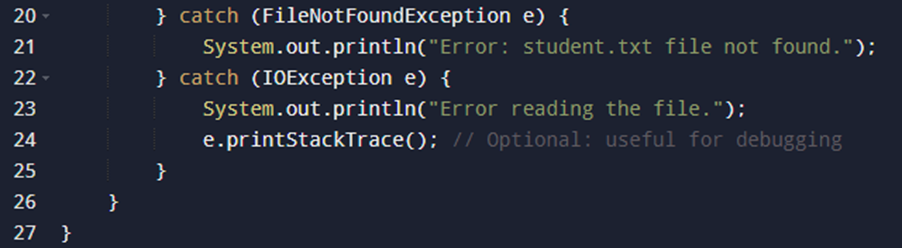 20 } catch (FileNotFoundException e) {
21 System.out.println("Error: student.txt file not found.");
22 } catch (IOException e) {
23 System.out.println("Error reading the file.");
24 e.printStackTrace(); // Optional: useful for debugging
25 }
26 }
27 }